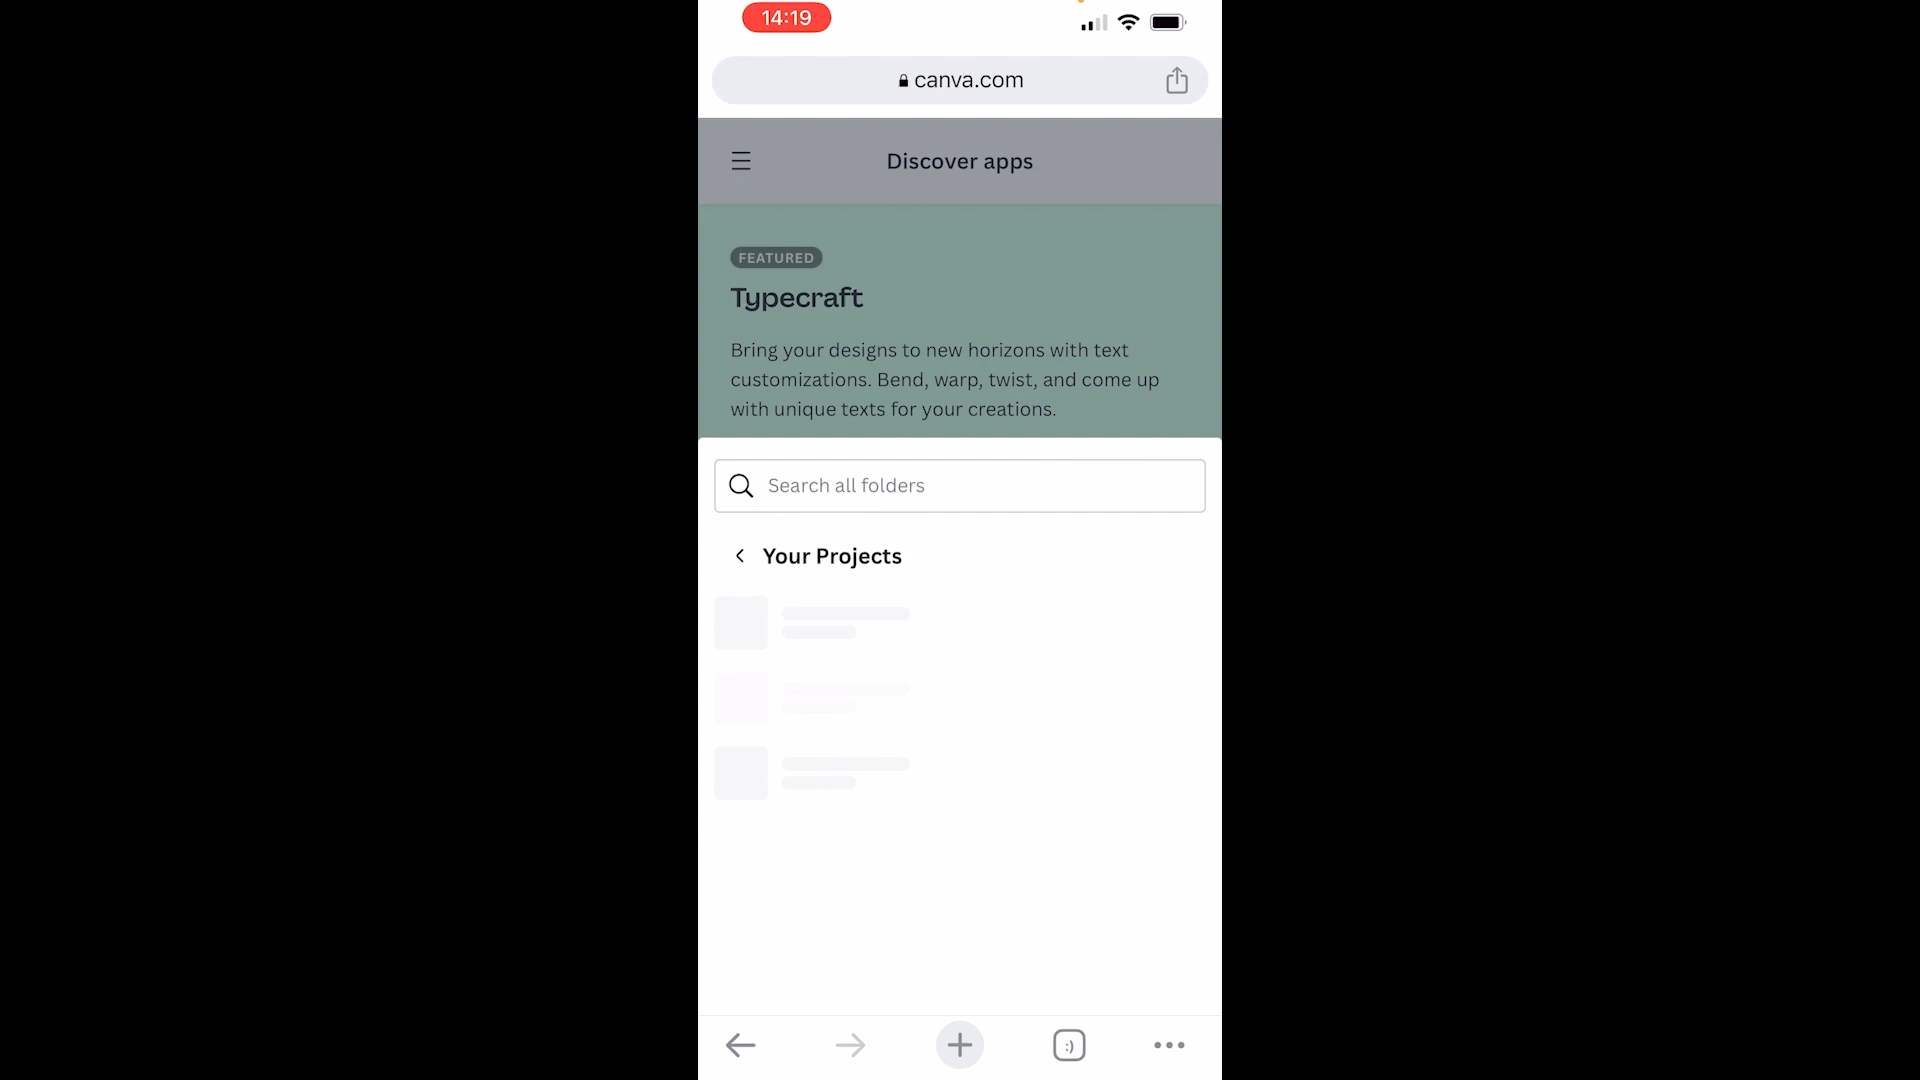 14:19
canva.com
Discover apps
FEATURED
Typecraft
Bring your designs to new horizons with text
customizations. Bend, warp, twist, and come up
with unique texts for your creations.
Search all folders
Your Projects
:)